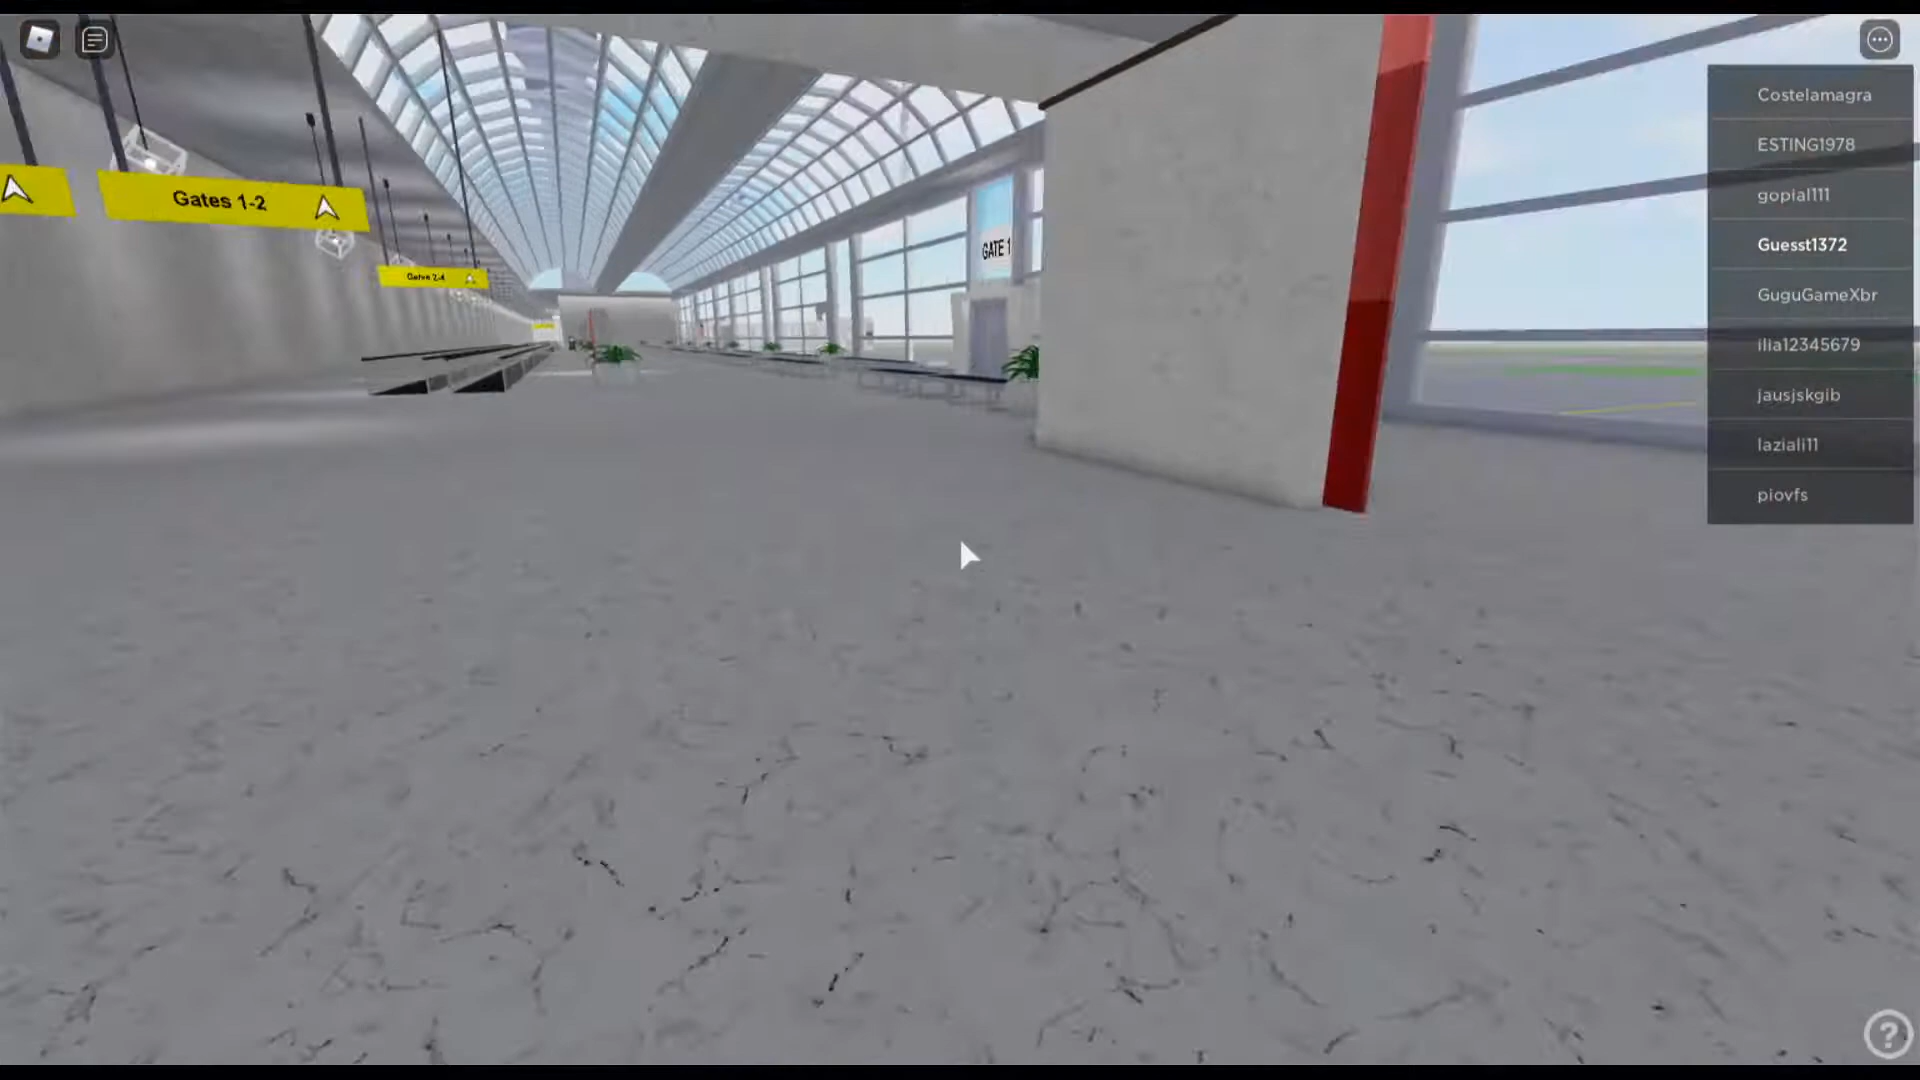 Gates 1-2
Gates 2-4
GATE 1
Costelamagra
ESTING1978
gopial111
Guesst1372
GuguGameXbr
ilia12345679
jausjskgib
laziali11
piovfs